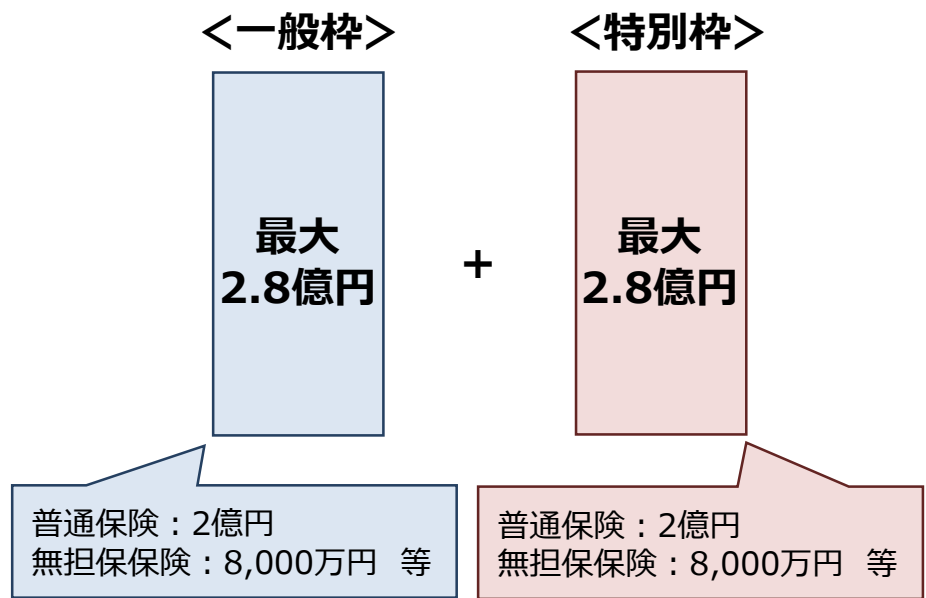 ＜一般枠＞
＜特別枠＞
最大
2.8億円
+
最大
2.8億円
普通保険：2億円
無担保保険：8,000万円 等
普通保険：2億円
無担保保険：8,000万円 等